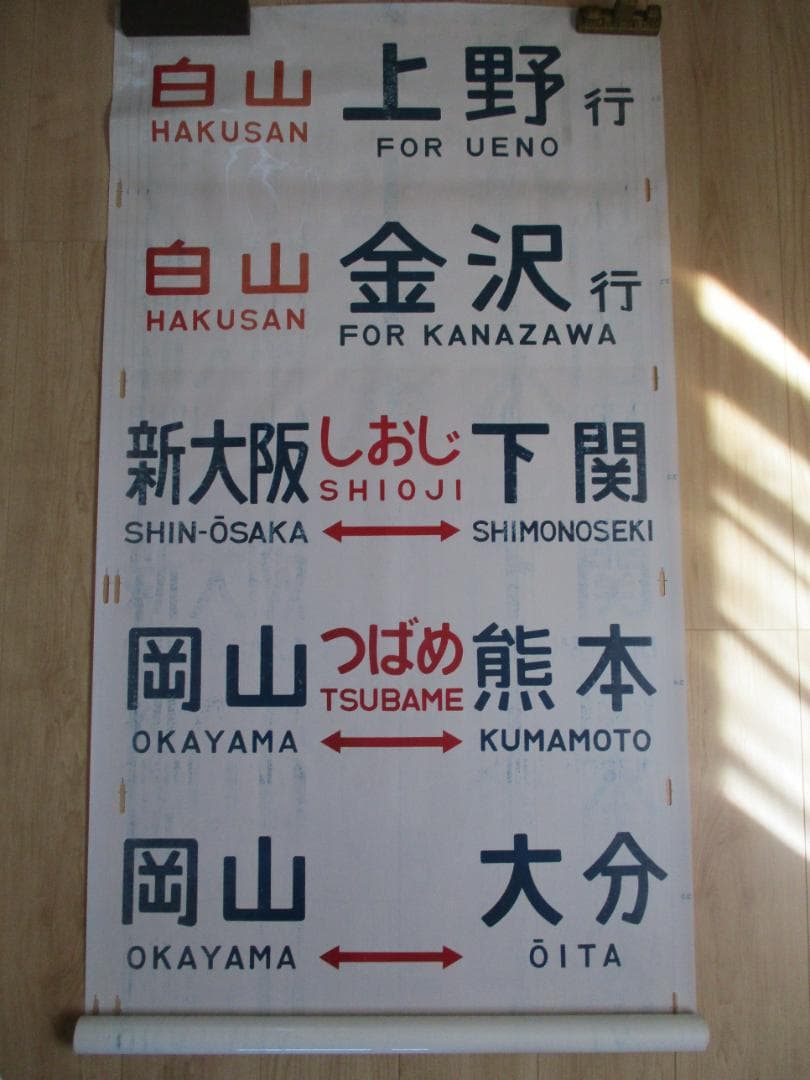 白山 上野行
HAKUSAN FOR UENO
白山 金沢行
HAKUSAN FOR KANAZAWA
新大阪 しおじ 下関
SHIOJI
SHIN-ŌSAKA SHIMONOSEKI
岡山 つばめ 熊本
TSUBAME
OKAYAMA KUMAMOTO
岡山 大分
OKAYAMA ŌITA